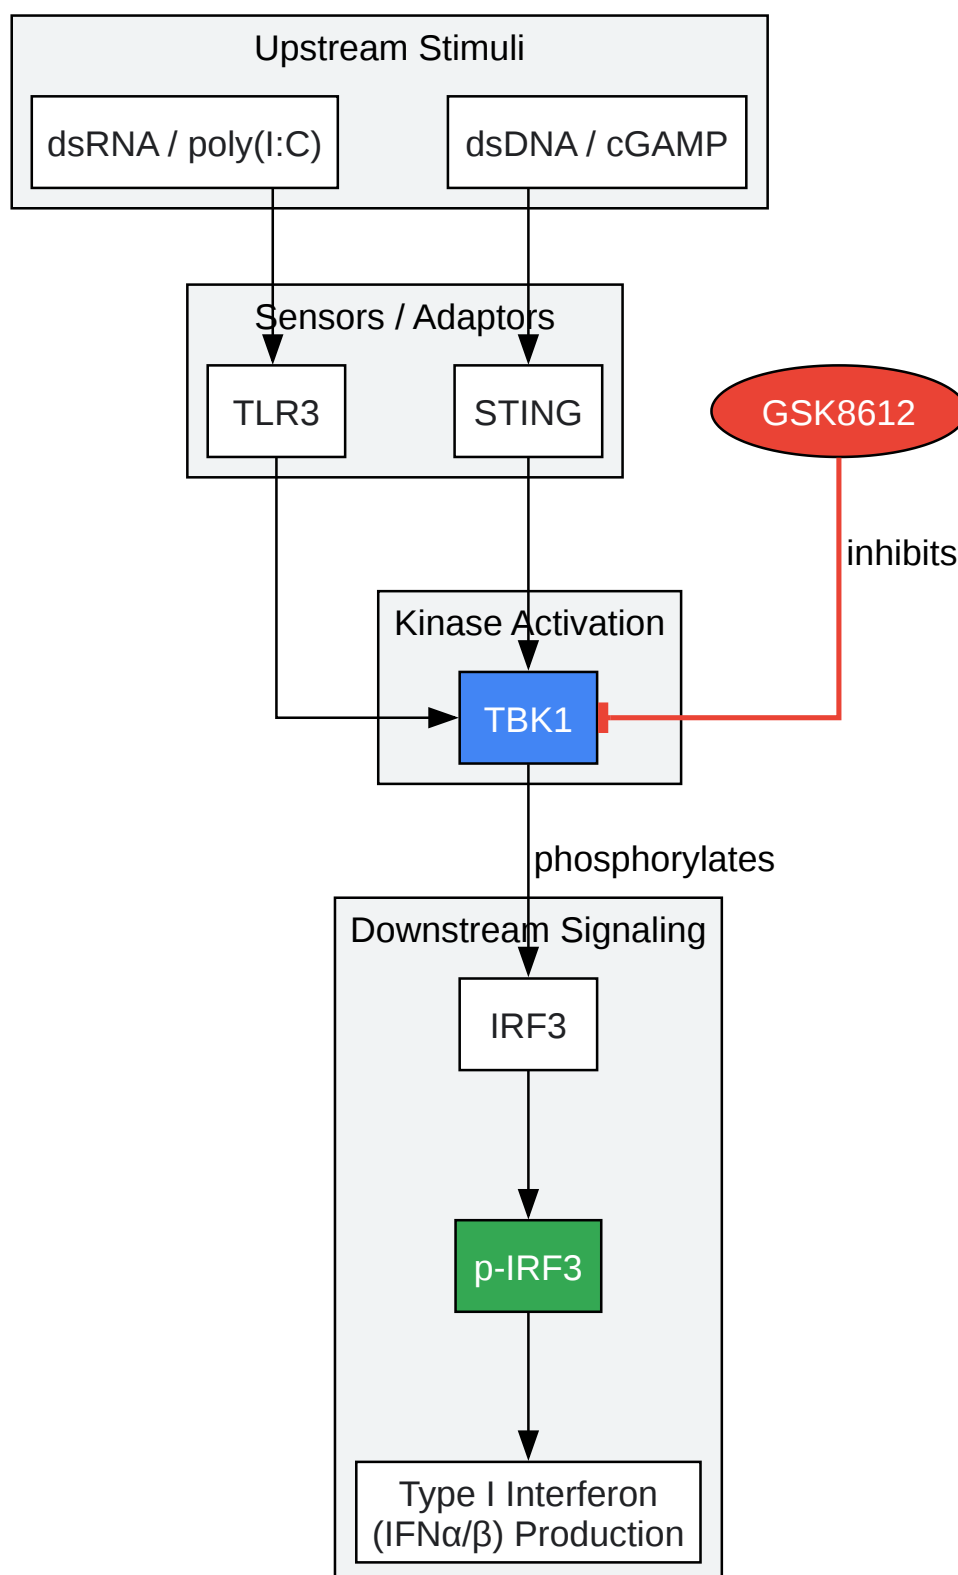 Upstream Stimuli
dsRNA / poly(I:C)
dsDNA / cGAMP
Sensors / Adaptors
TLR3
STING
GSK8612
inhibits
Kinase Activation
TBK1
phosphorylates
Downstream Signaling
IRF3
p-IRF3
Type I Interferon
(IFNα/β) Production